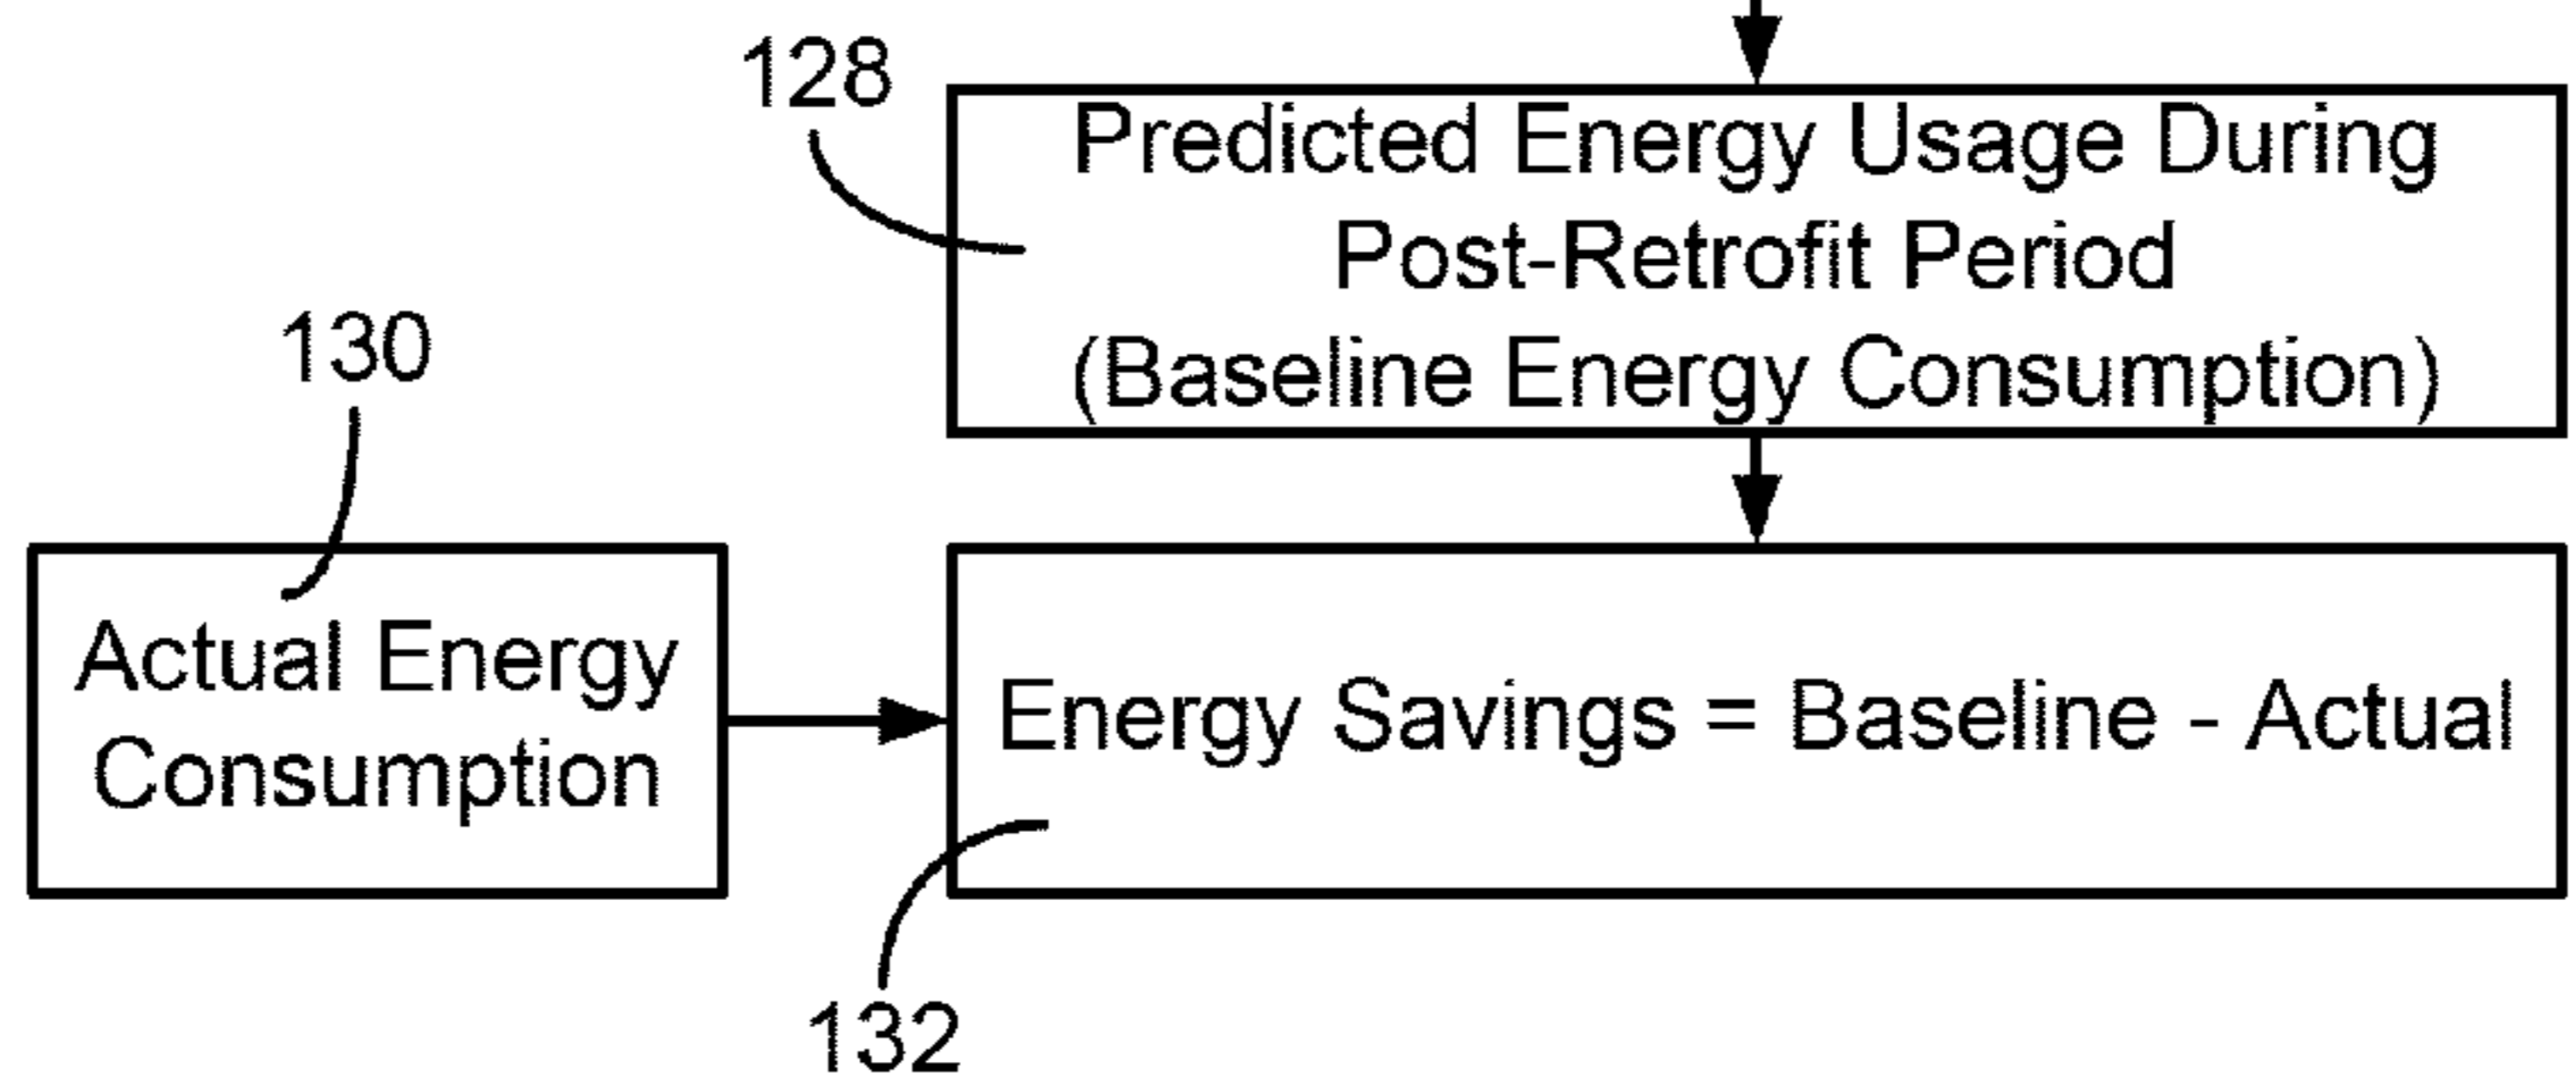 128
Predicted Energy Usage During
Post-Retrofit Period
(Baseline Energy Consumption)
130
Actual Energy
Consumption
Energy Savings = Baseline - Actual
132